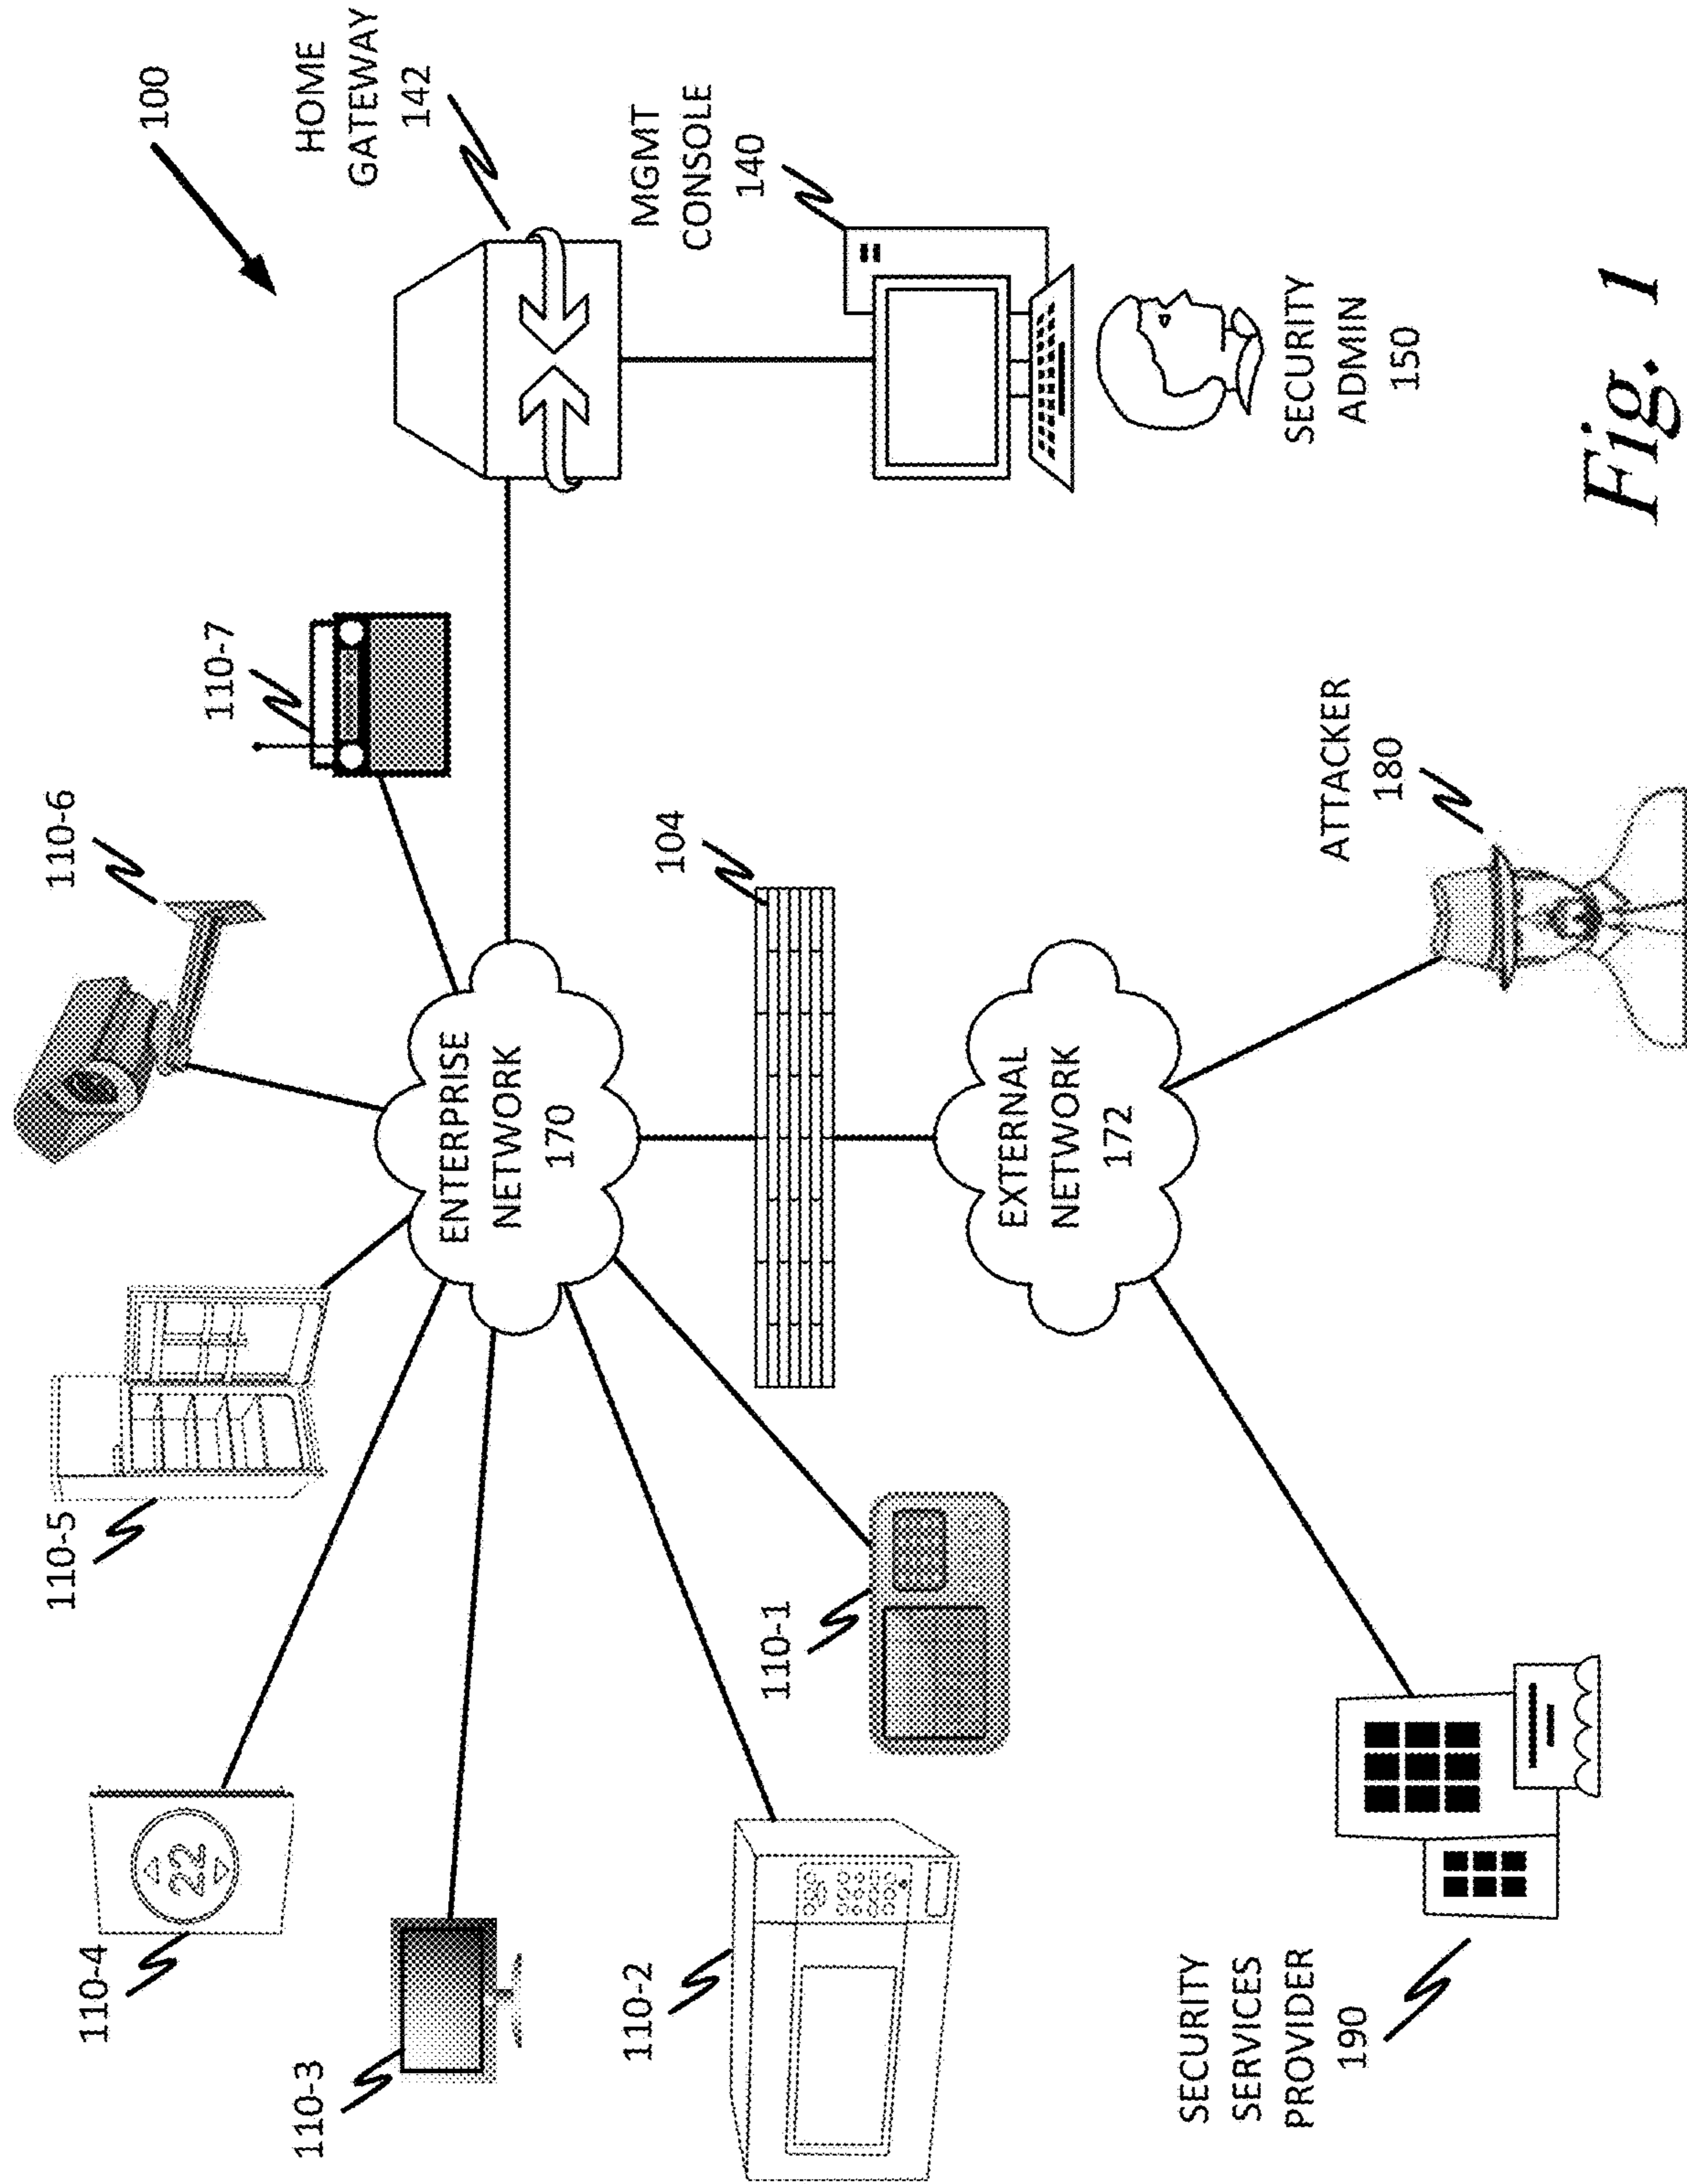 100
110-6
110-5
110-4
110-7
HOME
GATEWAY
142
22
110-3
ENTERPRISE
NETWORK
170
110-2
104
MGMT
CONSOLE
140
110-1
EXTERNAL
NETWORK
172
SECURITY
ADMIN
150
ATTACKER
180
SECURITY
SERVICES
PROVIDER
190
Fig. 1